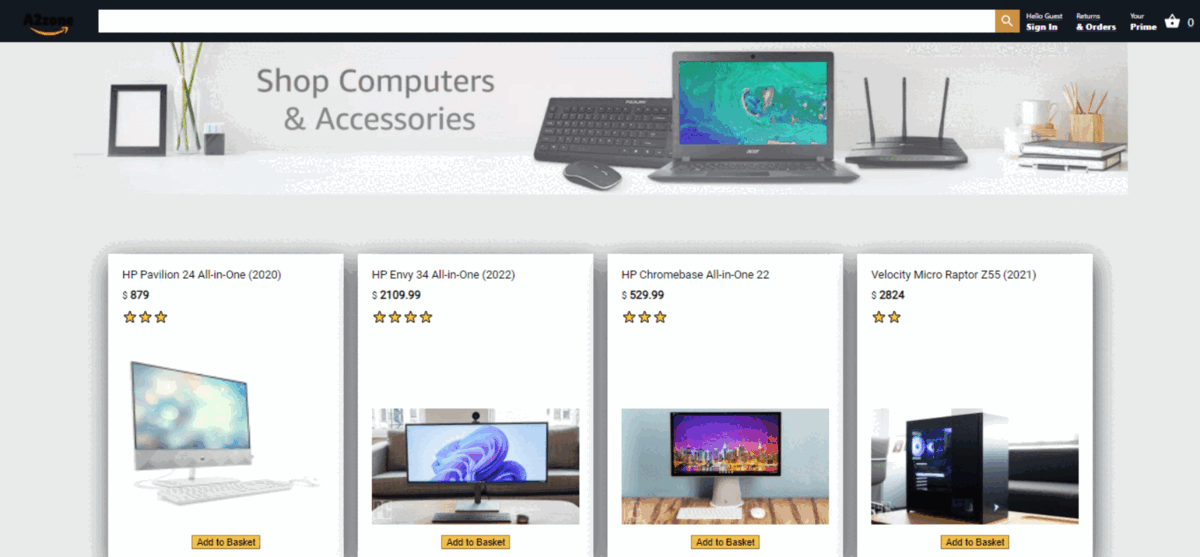 A2zone
Hello Guest
Sign In
Returns
& Orders
Your
Prime
0
Shop Computers
& Accessories
acer
HP Pavilion 24 All-in-One (2020)
$ 879
Add to Basket
HP Envy 34 All-in-One (2022)
$ 2109.99
Add to Basket
HP Chromebase All-in-One 22
$ 529.99
Add to Basket
Velocity Micro Raptor Z55 (2021)
$ 2824
Add to Basket